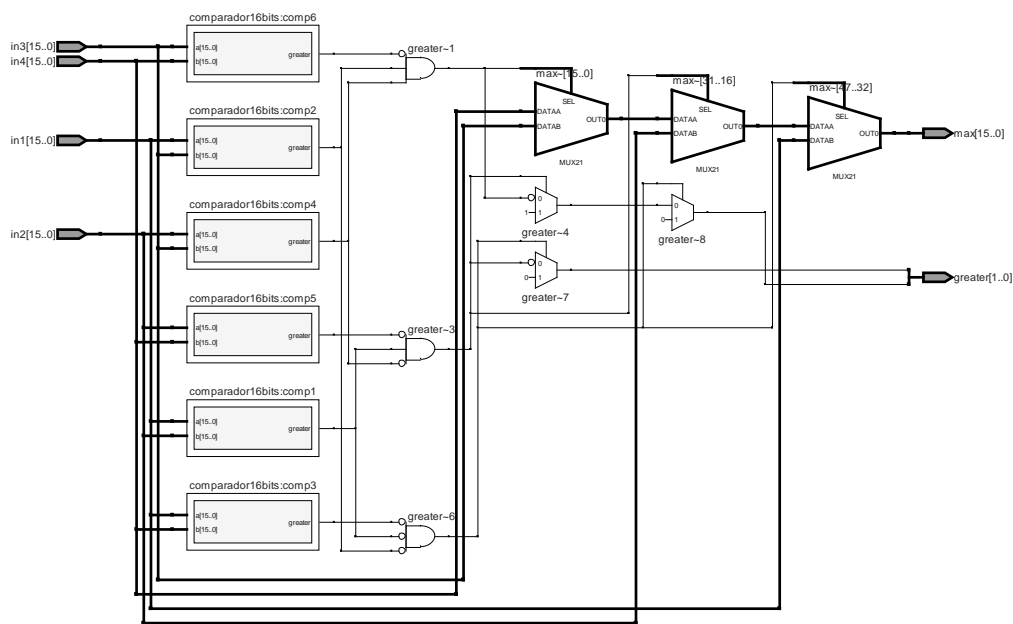 comparador16bits:comp6
in3[15..0]
a[15..0]
greater
in4[15..0]
b[15..0]
greater~1
comparador16bits:comp2
in1[15..0]
a[15..0]
greater
b[15..0]
comparador16bits:comp4
in2[15..0]
a[15..0]
greater
b[15..0]
comparador16bits:comp5
a[15..0]
greater
b[15..0]
greater~3
comparador16bits:comp1
a[15..0]
greater
b[15..0]
comparador16bits:comp3
a[15..0]
greater
b[15..0]
greater~6
max~[15..0]
SEL
DATAA
DATAB
OUT0
MUX21
max~[31..16]
SEL
DATAA
DATAB
OUT0
MUX21
max~[47..32]
SEL
DATAA
DATAB
OUT0
MUX21
max[15..0]
0
1
1
greater~4
0
0
1
greater~8
0
0
1
greater~7
greater[1..0]